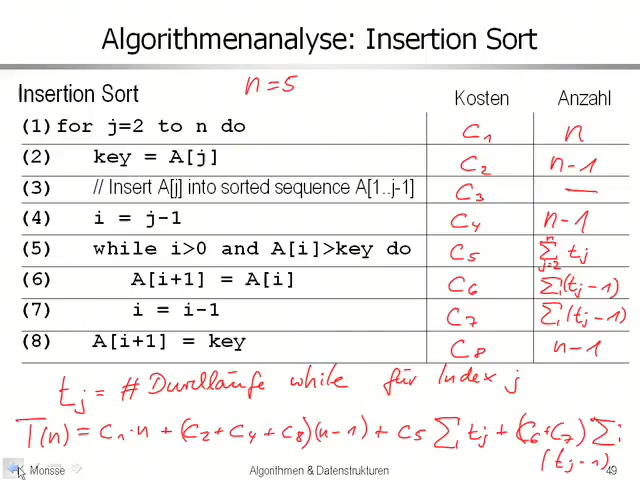 Algorithmenanalyse: Insertion Sort
n = 5
Insertion Sort Kosten Anzahl
(1) for j=2 to n do C1 n
(2) key = A[j] C2 n-1
(3) // Insert A[j] into sorted sequence A[1..j-1] C3 —
(4) i = j-1 C4 n-1
(5) while i>0 and A[i]>key do C5 n∑j=2 tj
(6) A[i+1] = A[i] C6 ∑(tj-1)
(7) i = i-1 C7 ∑(tj-1)
(8) A[i+1] = key C8 n-1
tj = # Durchläufe while für Index j
T(n) = C1·n + (C2+C4+C8)(n-1) + C5 ∑ tj + (C6+C7) ∑
(tj-1)
K. Morisse Algorithmen & Datenstrukturen 49